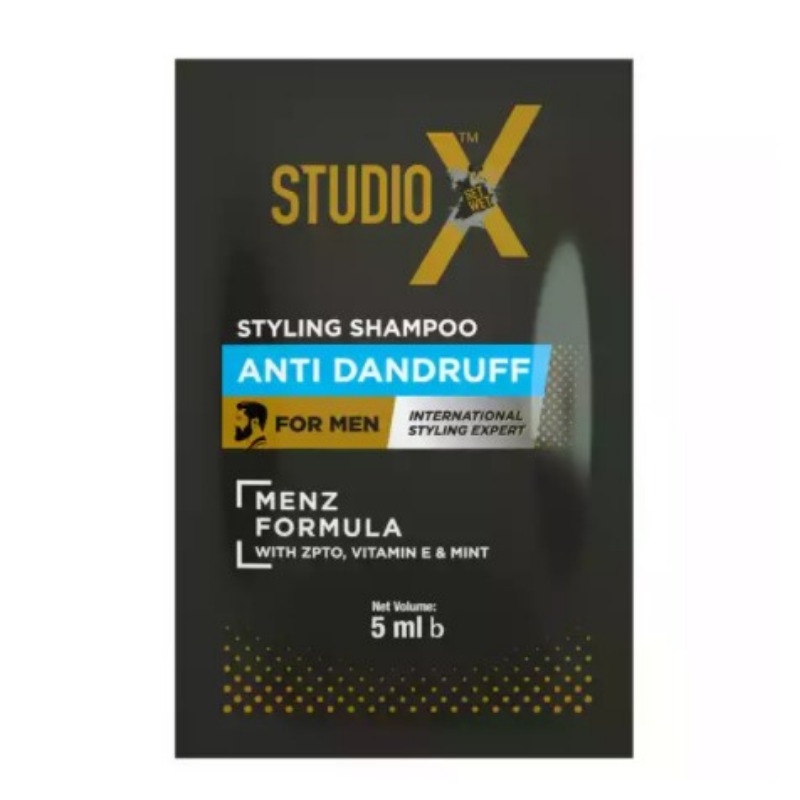 STUDIO X™
SET
WET
STYLING SHAMPOO
ANTI DANDRUFF
FOR MEN
INTERNATIONAL
STYLING EXPERT
MENZ
FORMULA
WITH ZPTO, VITAMIN E & MINT
Net Volume:
5 ml b